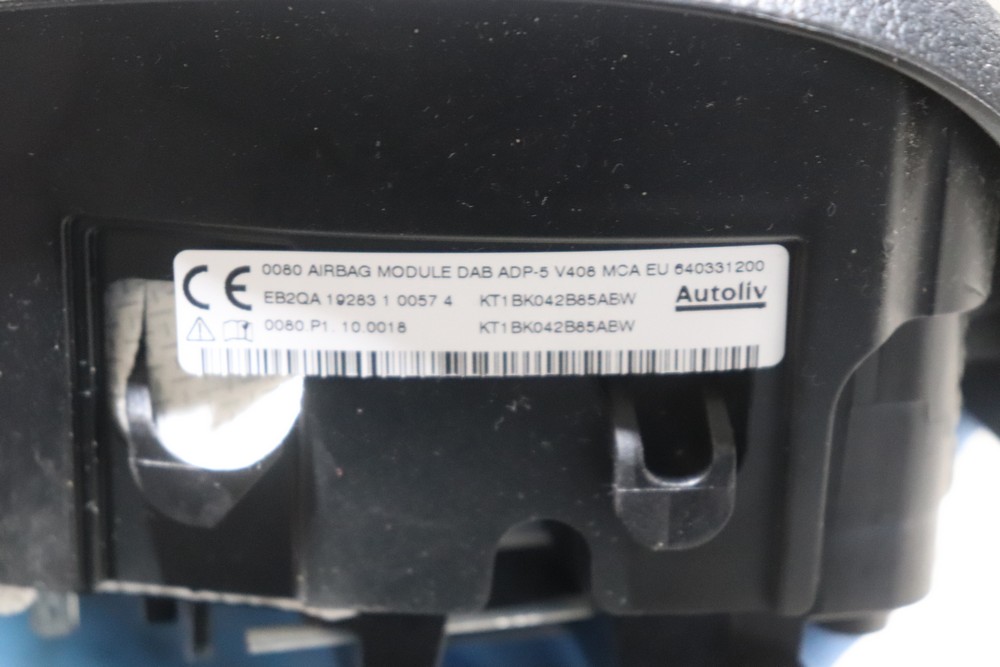 CE 0080 AIRBAG MODULE DAB ADP-5 V408 MCA EU 640331200
EB2QA 19283 1 0057 4 KT1BK042B85ABW Autoliv
0080.P1. 10.0018 KT1BK042B85ABW